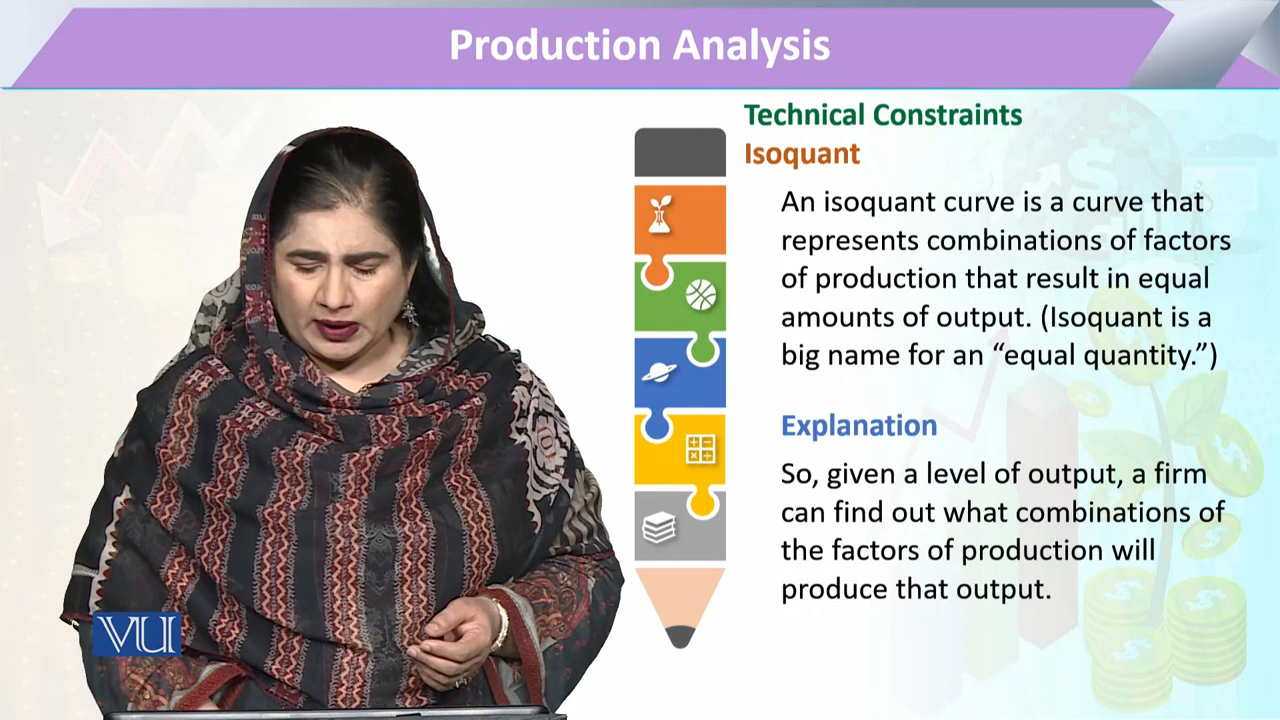 Production Analysis
Technical Constraints
Isoquant
An isoquant curve is a curve that
represents combinations of factors
of production that result in equal
amounts of output. (Isoquant is a
big name for an “equal quantity.”)
Explanation
So, given a level of output, a firm
can find out what combinations of
the factors of production will
produce that output.
VU